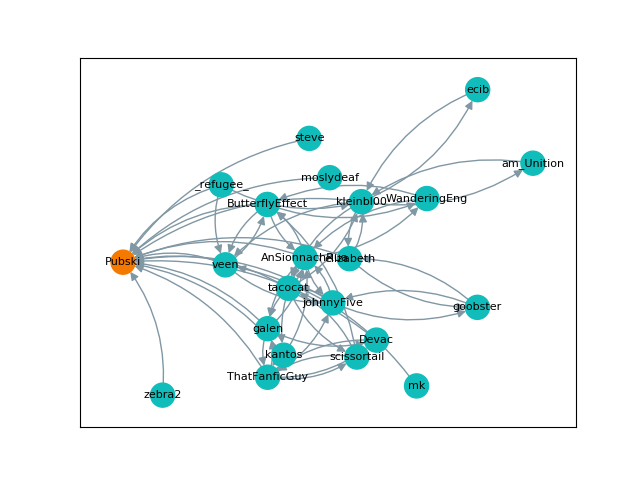 ecib
steve
am_Unition
moslydeaf
_refugee_
WanderingEng
kleinbl00
ButterflyEffect
AnSionnachRua
Elizabeth
Pubski
veen
tacocat
johnnyFive
goobster
galen
Devac
kantos
scissortail
ThatFanficGuy
mk
zebra2